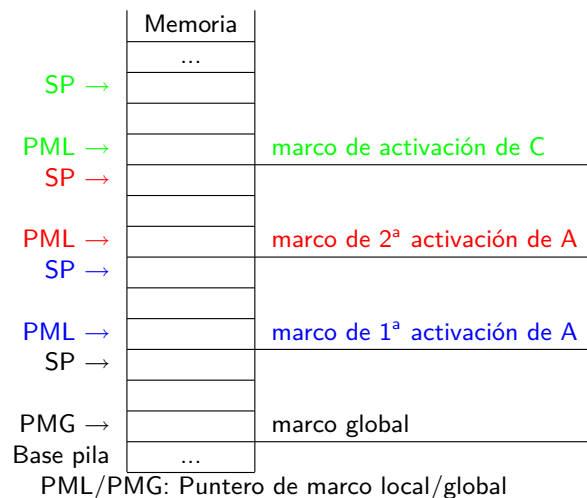 Memoria
...
SP →
PML → marco de activación de C
SP →
PML → marco de 2ª activación de A
SP →
PML → marco de 1ª activación de A
SP →
PMG → marco global
Base pila ...
PML/PMG: Puntero de marco local/global